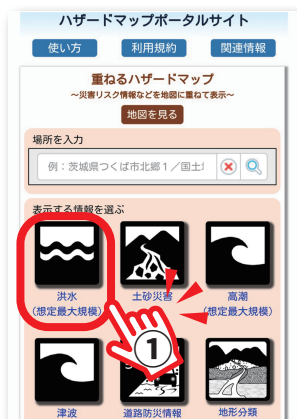 ハザードマップポータルサイト
使い方 利用規約 関連情報
重ねるハザードマップ
～災害リスク情報などを地図に重ねて表示～
地図を見る
場所を入力
例：茨城県つくば市北郷1／国土
表示する情報を選ぶ
洪水 土砂災害 高潮
(想定最大規模) (想定最大規模)
①
津波 道路防災情報 地形分類